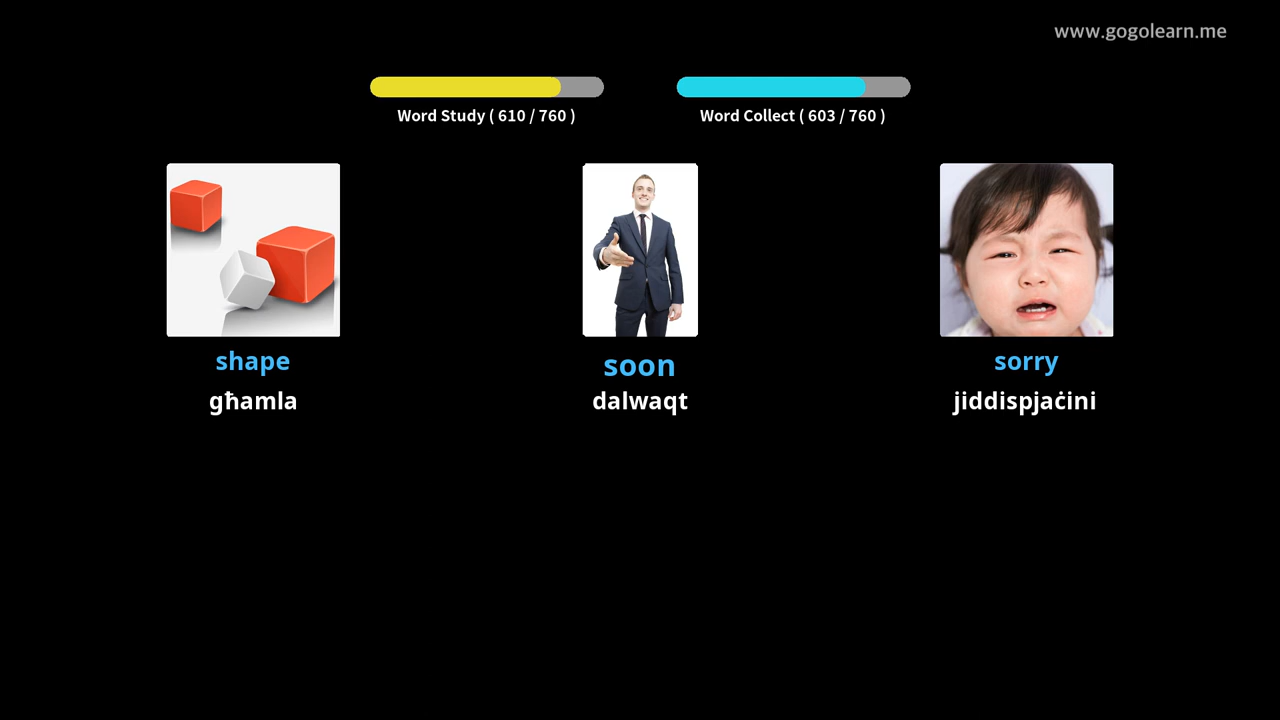 www.gogolearn.me
Word Study ( 610 / 760 )
Word Collect ( 603 / 760 )
shape
soon
sorry
għamla
dalwaqt
jiddispjaċini